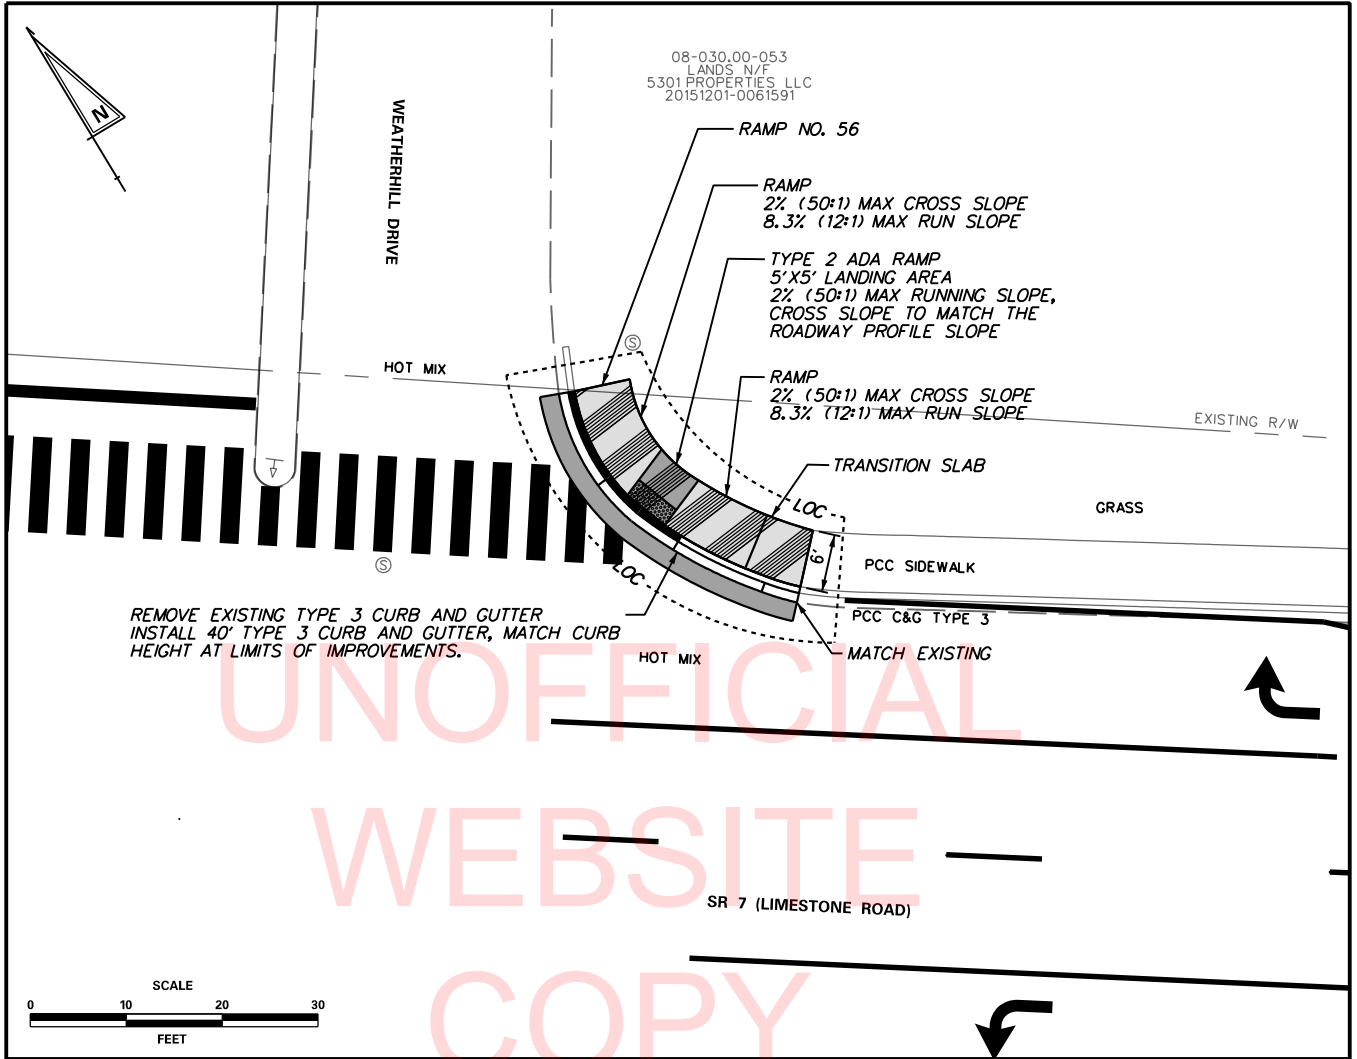 08-030.00-053
LANDS N/F
5301 PROPERTIES LLC
20151201-0061591
N
WEATHERHILL DRIVE
RAMP NO. 56
RAMP
2% (50:1) MAX CROSS SLOPE
8.3% (12:1) MAX RUN SLOPE
TYPE 2 ADA RAMP
5'X5' LANDING AREA
2% (50:1) MAX RUNNING SLOPE,
CROSS SLOPE TO MATCH THE
ROADWAY PROFILE SLOPE
S
HOT MIX
RAMP
2% (50:1) MAX CROSS SLOPE
8.3% (12:1) MAX RUN SLOPE
EXISTING R/W
TRANSITION SLAB
LOC
GRASS
6'
PCC SIDEWALK
S
LOC
PCC C&G TYPE 3
REMOVE EXISTING TYPE 3 CURB AND GUTTER
INSTALL 40' TYPE 3 CURB AND GUTTER, MATCH CURB
HEIGHT AT LIMITS OF IMPROVEMENTS.
HOT MIX
MATCH EXISTING
UNOFFICIAL
WEBSITE
COPY
SR 7 (LIMESTONE ROAD)
SCALE
0 10 20 30
FEET